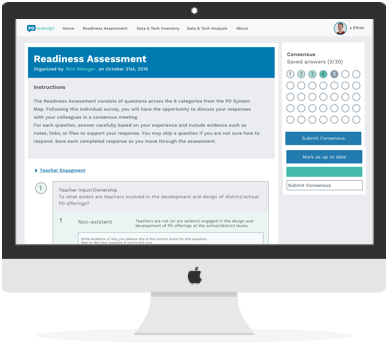 PD redesign Home Readiness Assessment Data & Tech Inventory Data & Tech Analysis About
Readiness Assessment
Organized by Rick Metzger on October 31st, 2015
Instructions
The Readiness Assessment consists of questions across the 8 categories from the PD System
Map. Following this individual survey, you will have the opportunity to discuss your responses
with your colleagues in a consensus meeting.
For each question, answer carefully based on your experience and include evidence such as
notes, links, or files to support your response. You may skip a question if you are not sure how to
respond. Save each completed response as you move through the assessment.
Teacher Engagment
1
Teacher Input/Ownership
To what extent are teachers involved in the development and design of district/school
PD offerings?
1 Non-existent
Teachers are not (or are seldom) engaged in the design and
development of PD offerings at the school/district levels.
Consensus
Saved answers (3/30)
1 2 3 4
Submit Consensus
Mark as up to date
Submit Consensus